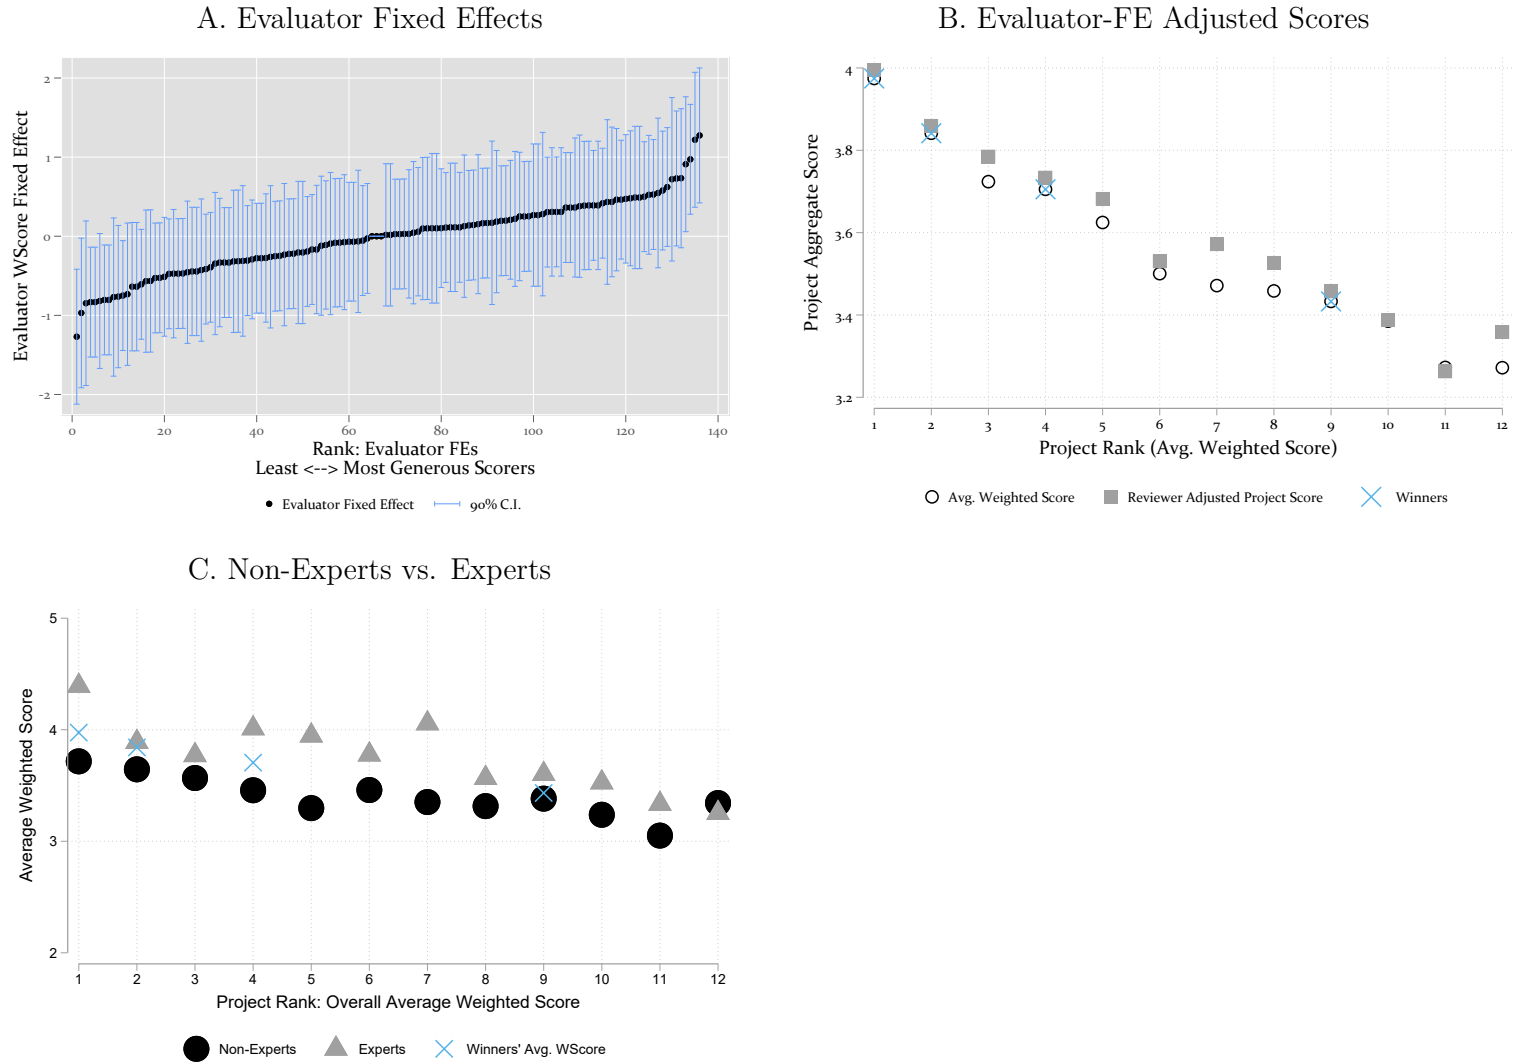 A. Evaluator Fixed Effects
Evaluator WScore Fixed Effect
2
1
0
-1
-2
0 20 40 60 80 100 120 140
Rank: Evaluator FEs
Least <--> Most Generous Scorers
Evaluator Fixed Effect 90% C.I.
B. Evaluator-FE Adjusted Scores
Project Aggregate Score
4
3.8
3.6
3.4
3.2
1 2 3 4 5 6 7 8 9 10 11 12
Project Rank (Avg. Weighted Score)
Avg. Weighted Score Reviewer Adjusted Project Score Winners
C. Non-Experts vs. Experts
Average Weighted Score
5
4
3
2
1 2 3 4 5 6 7 8 9 10 11 12
Project Rank: Overall Average Weighted Score
Non-Experts Experts Winners' Avg. WScore